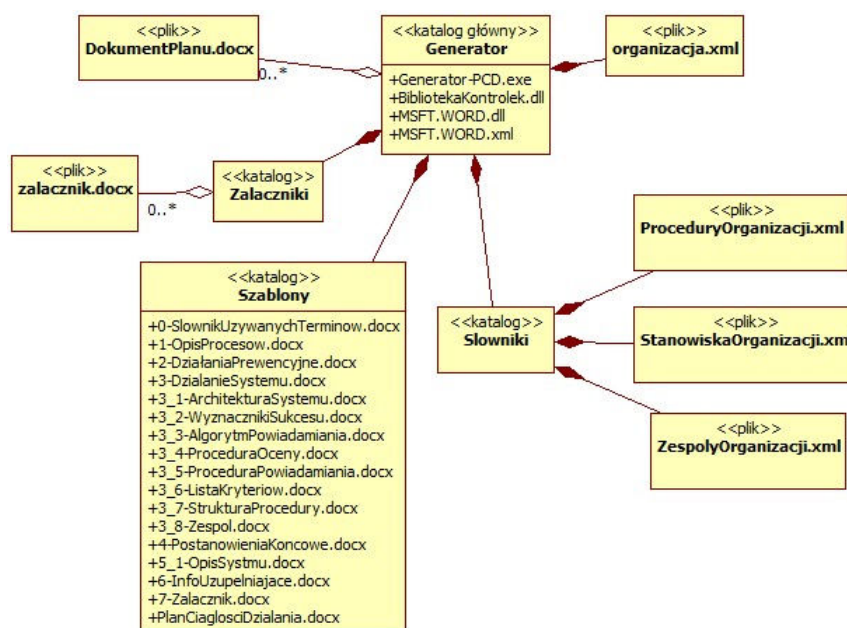 <<plik>>
DokumentPlanu.docx
0..*
<<katalog główny>>
Generator
+Generator-PCD.exe
+BibliotekaKontrolek.dll
+MSFT.WORD.dll
+MSFT.WORD.xml
<<plik>>
organizacja.xml
<<plik>>
zalacznik.docx
0..*
<<katalog>>
Zalaczniki
<<katalog>>
Szablony
+0-SlownikUzywanychTerminow.docx
+1-OpisProcesow.docx
+2-DziałaniaPrewencyjne.docx
+3-DzialanieSystemu.docx
+3_1-ArchitekturaSystemu.docx
+3_2-WyznacznikiSukcesu.docx
+3_3-AlgorytmPowiadamiania.docx
+3_4-ProceduraOceny.docx
+3_5-ProceduraPowiadamiania.docx
+3_6-ListaKryteriow.docx
+3_7-StrukturaProcedury.docx
+3_8-Zespol.docx
+4-PostanowieniaKoncowe.docx
+5_1-OpisSystmu.docx
+6-InfoUzupelniajace.docx
+7-Zalacznik.docx
+PlanCiaglosciDzialania.docx
<<katalog>>
Slowniki
<<plik>>
ProceduryOrganizacji.xml
<<plik>>
StanowiskaOrganizacji.xml
<<plik>>
ZespolyOrganizacji.xml